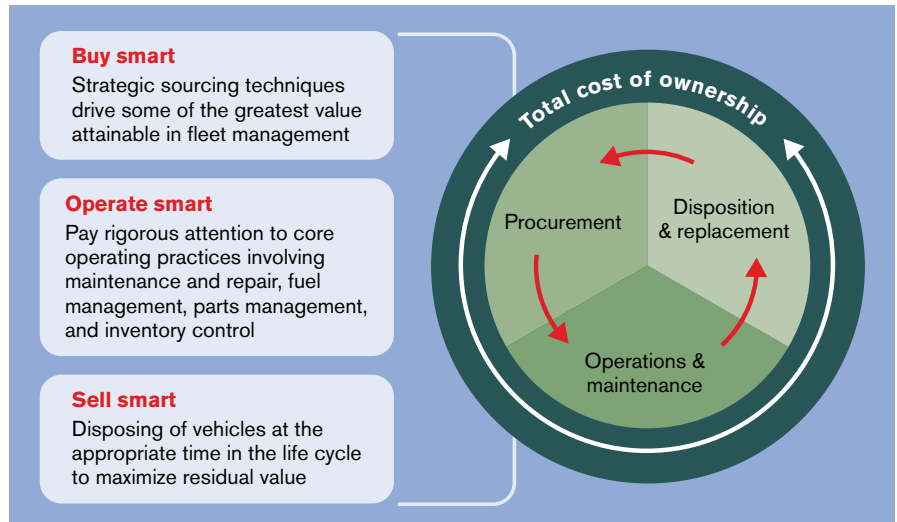 Buy smart
Strategic sourcing techniques
drive some of the greatest value
attainable in fleet management
Operate smart
Pay rigorous attention to core
operating practices involving
maintenance and repair, fuel
management, parts management,
and inventory control
Sell smart
Disposing of vehicles at the
appropriate time in the life cycle
to maximize residual value
Total cost of ownership
Procurement
Disposition
& replacement
Operations &
maintenance